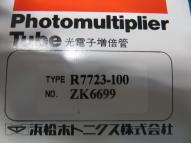 Photomultiplier
Tube 光電子増倍管
TYPE R7723-100
NO. ZK6699
浜松ホトニクス株式会社